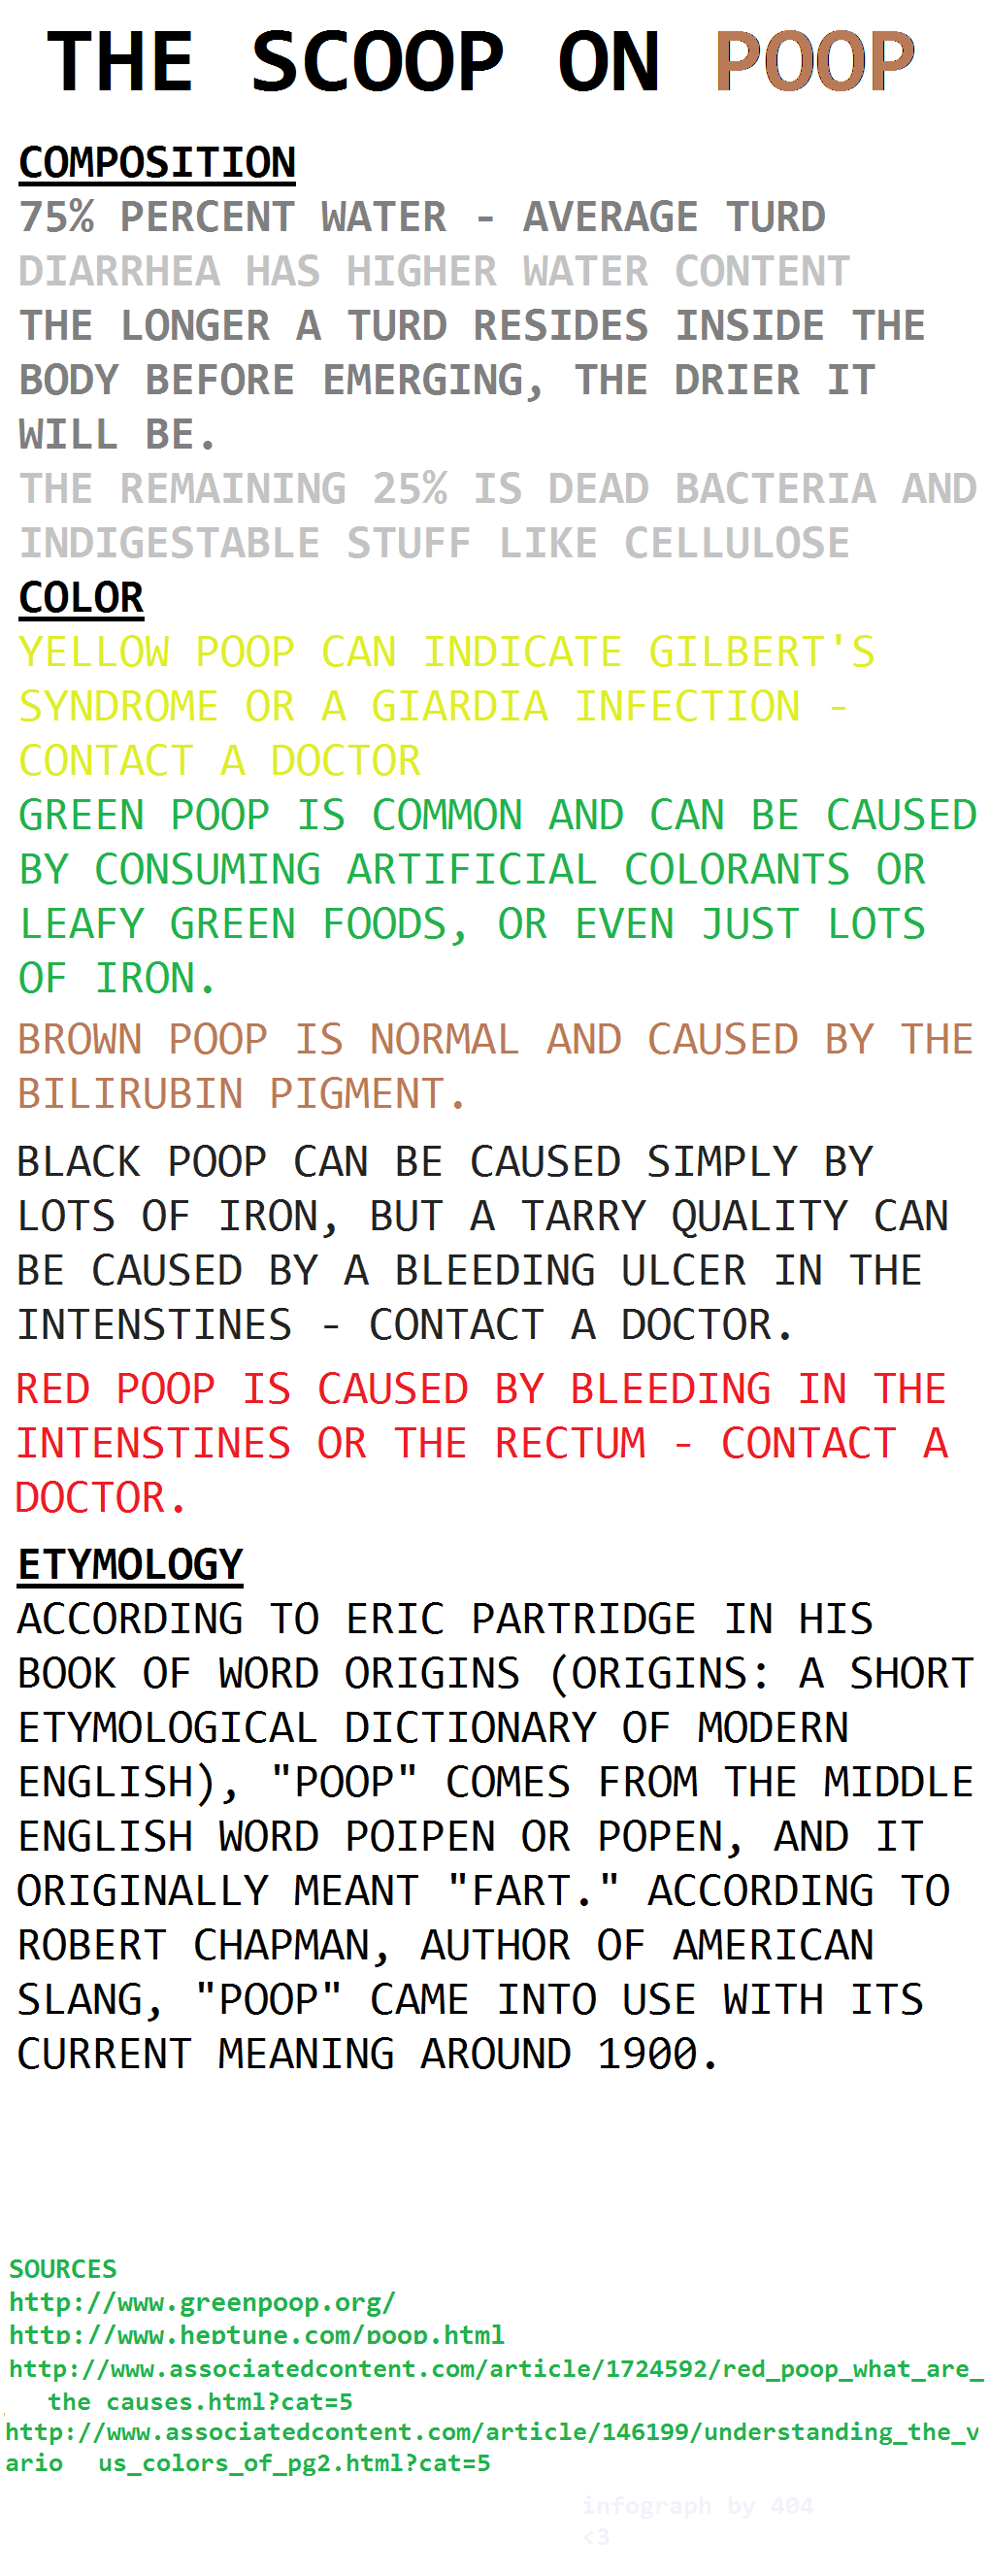 THE SCOOP ON POOP
COMPOSITION
75% PERCENT WATER - AVERAGE TURD
DIARRHEA HAS HIGHER WATER CONTENT
THE LONGER A TURD RESIDES INSIDE THE
BODY BEFORE EMERGING, THE DRIER IT
WILL BE.
THE REMAINING 25% IS DEAD BACTERIA AND
INDIGESTABLE STUFF LIKE CELLULOSE
COLOR
YELLOW POOP CAN INDICATE GILBERT'S
SYNDROME OR A GIARDIA INFECTION -
CONTACT A DOCTOR
GREEN POOP IS COMMON AND CAN BE CAUSED
BY CONSUMING ARTIFICIAL COLORANTS OR
LEAFY GREEN FOODS, OR EVEN JUST LOTS
OF IRON.
BROWN POOP IS NORMAL AND CAUSED BY THE
BILIRUBIN PIGMENT.
BLACK POOP CAN BE CAUSED SIMPLY BY
LOTS OF IRON, BUT A TARRY QUALITY CAN
BE CAUSED BY A BLEEDING ULCER IN THE
INTENSTINES - CONTACT A DOCTOR.
RED POOP IS CAUSED BY BLEEDING IN THE
INTENSTINES OR THE RECTUM - CONTACT A
DOCTOR.
ETYMOLOGY
ACCORDING TO ERIC PARTRIDGE IN HIS
BOOK OF WORD ORIGINS (ORIGINS: A SHORT
ETYMOLOGICAL DICTIONARY OF MODERN
ENGLISH), "POOP" COMES FROM THE MIDDLE
ENGLISH WORD POIPEN OR POPEN, AND IT
ORIGINALLY MEANT "FART." ACCORDING TO
ROBERT CHAPMAN, AUTHOR OF AMERICAN
SLANG, "POOP" CAME INTO USE WITH ITS
CURRENT MEANING AROUND 1900.
SOURCES
http://www.greenpoop.org/
http://www.heptune.com/poop.html
http://www.associatedcontent.com/article/1724592/red_poop_what_are_
the causes.html?cat=5
http://www.associatedcontent.com/article/146199/understanding_the_v
ario us_colors_of_pg2.html?cat=5
infograph by 404
<3